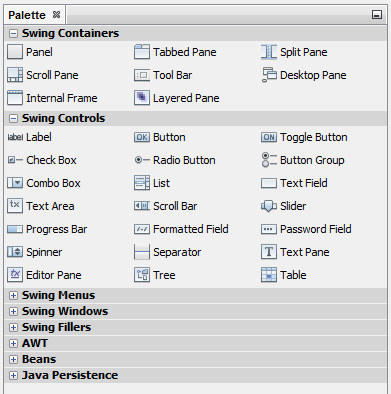 Palette
Swing Containers
Panel Tabbed Pane Split Pane
Scroll Pane Tool Bar Desktop Pane
Internal Frame Layered Pane
Swing Controls
label Label OK Button ON Toggle Button
Check Box Radio Button Button Group
Combo Box List Text Field
Text Area Scroll Bar Slider
Progress Bar Formatted Field Password Field
Spinner Separator T Text Pane
Editor Pane Tree Table
Swing Menus
Swing Windows
Swing Fillers
AWT
Beans
Java Persistence